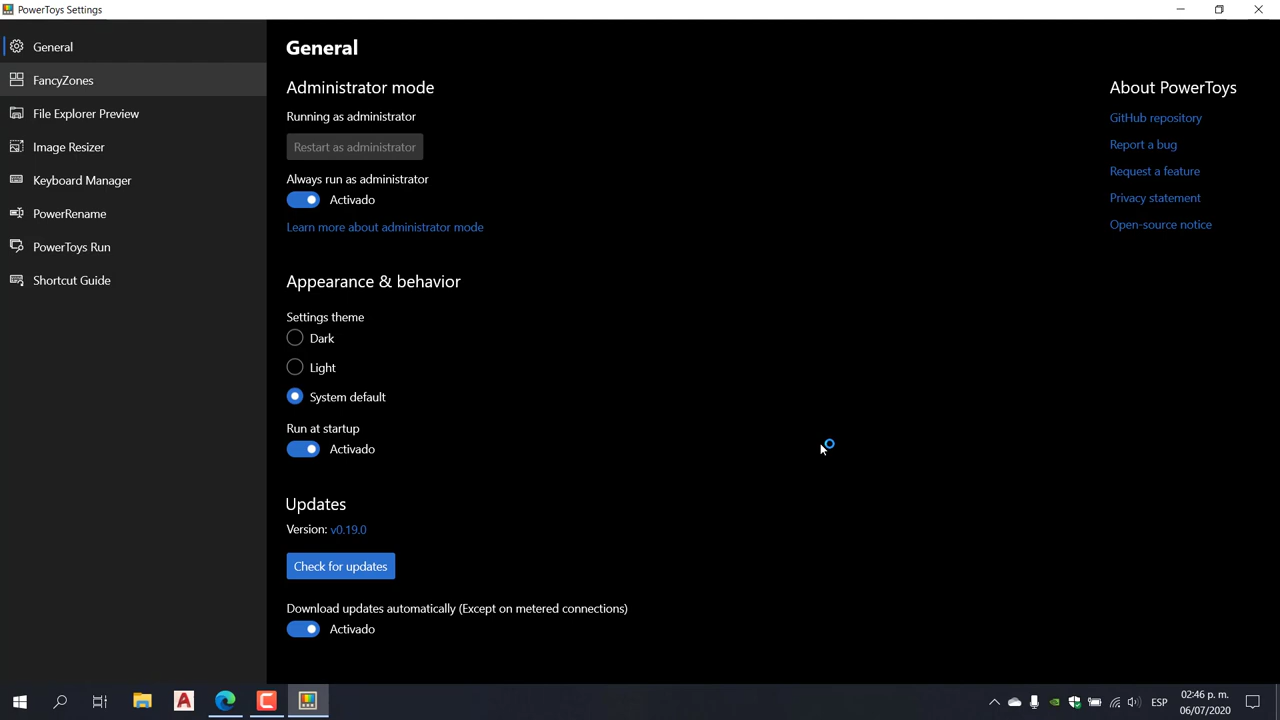 PowerToys Settings
General
FancyZones
File Explorer Preview
Image Resizer
Keyboard Manager
PowerRename
PowerToys Run
Shortcut Guide
General
Administrator mode
Running as administrator
Restart as administrator
Always run as administrator
Activado
Learn more about administrator mode
Appearance & behavior
Settings theme
Dark
Light
System default
Run at startup
Activado
Updates
Version: v0.19.0
Check for updates
Download updates automatically (Except on metered connections)
Activado
About PowerToys
GitHub repository
Report a bug
Request a feature
Privacy statement
Open-source notice
A
C
ESP
02:46 p. m.
06/07/2020